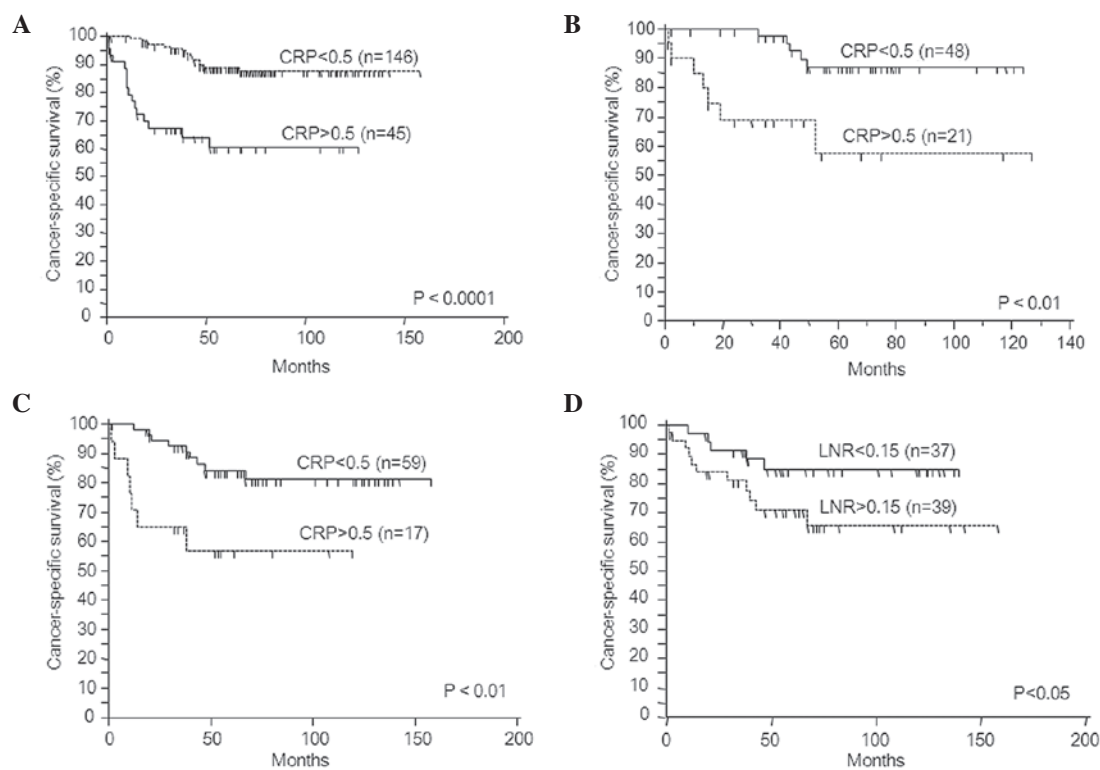 A
Cancer-specific survival (%)
100
90
80
70
60
50
40
30
20
10
0
CRP<0.5 (n=146)
CRP>0.5 (n=45)
P < 0.0001
0 50 100 150 200
Months
B
Cancer-specific survival (%)
100
90
80
70
60
50
40
30
20
10
0
CRP<0.5 (n=48)
CRP>0.5 (n=21)
P < 0.01
0 20 40 60 80 100 120 140
Months
C
Cancer-specific survival (%)
100
90
80
70
60
50
40
30
20
10
0
CRP<0.5 (n=59)
CRP>0.5 (n=17)
P < 0.01
0 50 100 150 200
Months
D
Cancer-specific survival (%)
100
90
80
70
60
50
40
30
20
10
0
LNR<0.15 (n=37)
LNR>0.15 (n=39)
P<0.05
0 50 100 150 200
Months